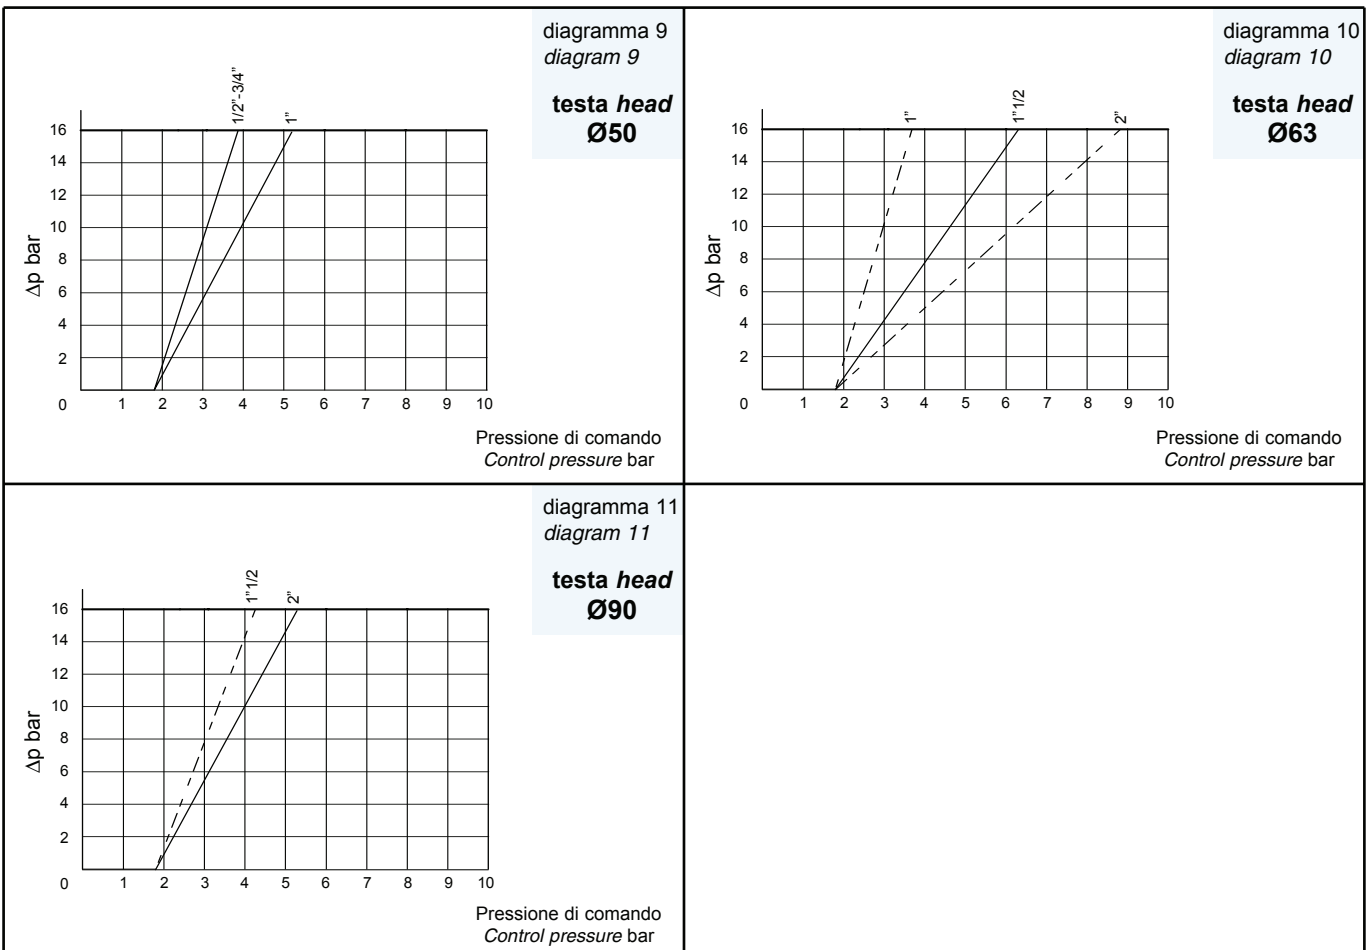 diagramma 9
diagram 9
testa head
Ø50
1/2"-3/4"
1"
16
14
12
10
8
6
4
2
0
Δp bar
1 2 3 4 5 6 7 8 9 10
Pressione di comando
Control pressure bar
diagramma 10
diagram 10
testa head
Ø63
1"
1"1/2
2"
16
14
12
10
8
6
4
2
0
Δp bar
1 2 3 4 5 6 7 8 9 10
Pressione di comando
Control pressure bar
diagramma 11
diagram 11
testa head
Ø90
1"1/2
2"
16
14
12
10
8
6
4
2
0
Δp bar
1 2 3 4 5 6 7 8 9 10
Pressione di comando
Control pressure bar